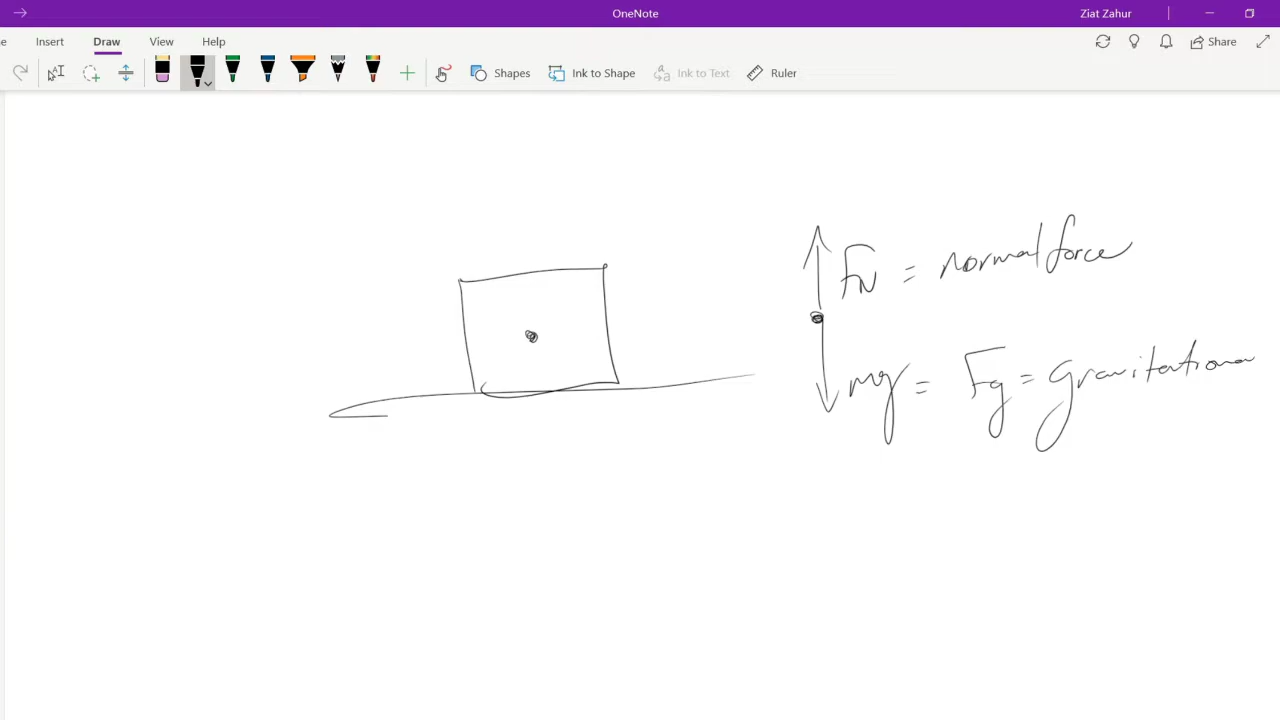 OneNote
Ziat Zahur
Insert Draw View Help
Share
Shapes Ink to Shape Ink to Text Ruler
FN = normal force
mg = Fg = gravitationa